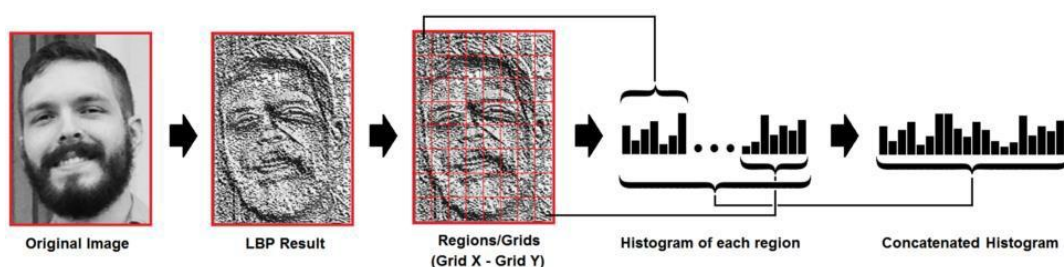 Original Image
LBP Result
Regions/Grids
(Grid X - Grid Y)
Histogram of each region
Concatenated Histogram